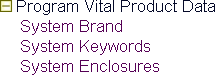 Program Vital Product Data
System Brand
System Keywords
System Enclosures